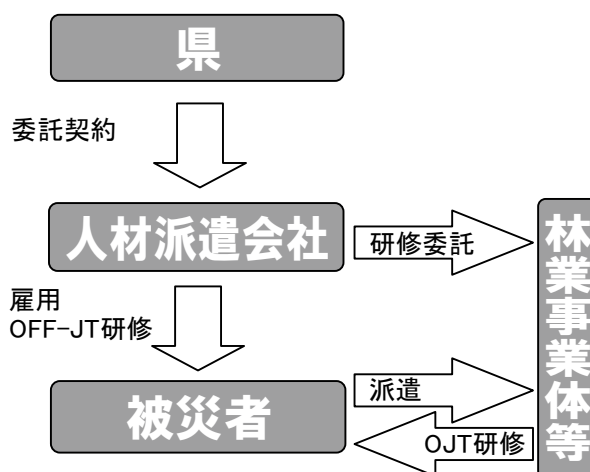 県
委託契約
人材派遣会社
研修委託
雇用
OFF-JT研修
被災者
派遣
OJT研修
林業事業体等